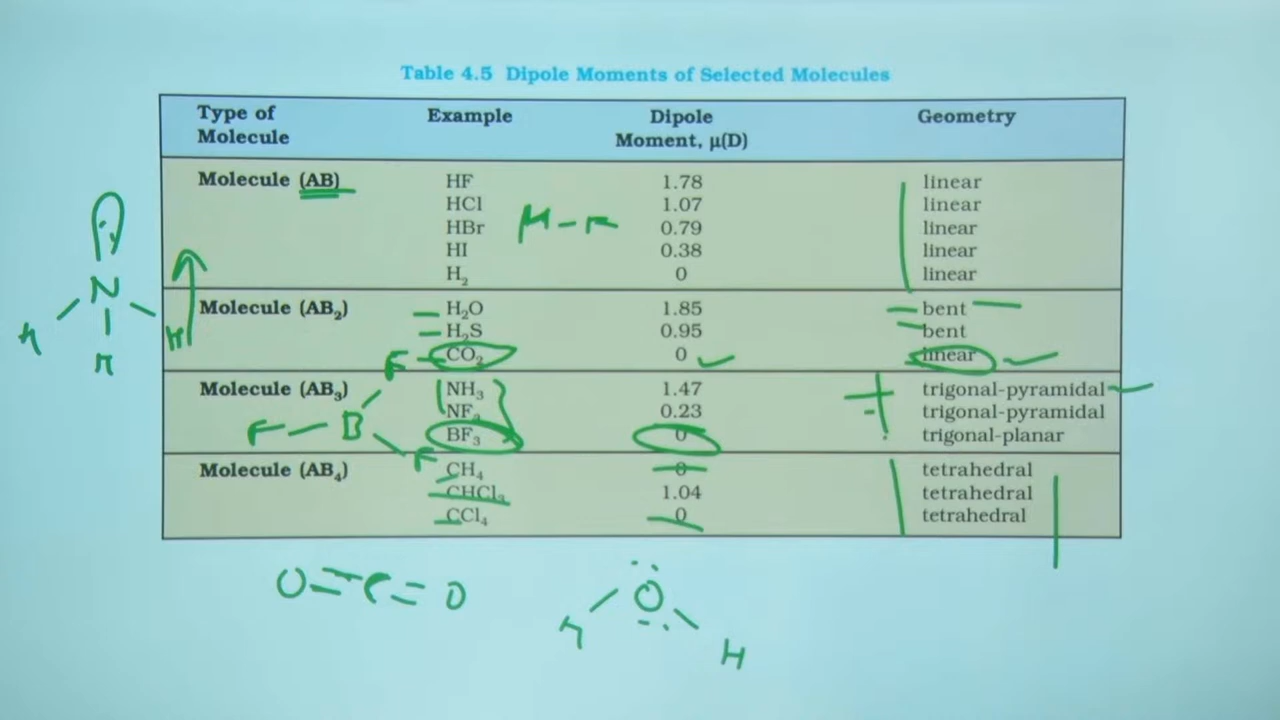 Table 4.5 Dipole Moments of Selected Molecules
Type of Molecule Example Dipole Moment, μ(D) Geometry
Molecule (AB) HF 1.78 linear
HCl 1.07 linear
HBr 0.79 linear
HI 0.38 linear
H₂ 0 linear
Molecule (AB₂) H₂O 1.85 bent
H₂S 0.95 bent
CO₂ 0 linear
Molecule (AB₃) NH₃ 1.47 trigonal-pyramidal
NF₃ 0.23 trigonal-pyramidal
BF₃ 0 trigonal-planar
Molecule (AB₄) CH₄ 0 tetrahedral
CHCl₃ 1.04 tetrahedral
CCl₄ 0 tetrahedral
H–F
N
H H
H
F
F B
F
O=C=O
O
H H